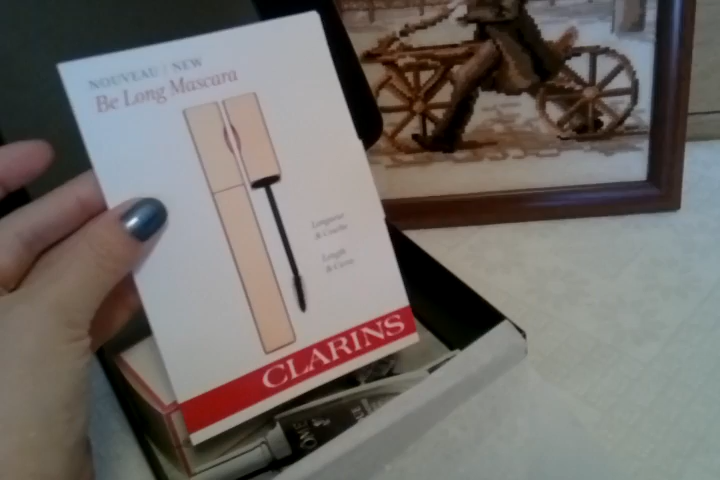 NOUVEAU / NEW
Be Long Mascara
Longueur
& Courbe
Length
& Curve
CLARINS